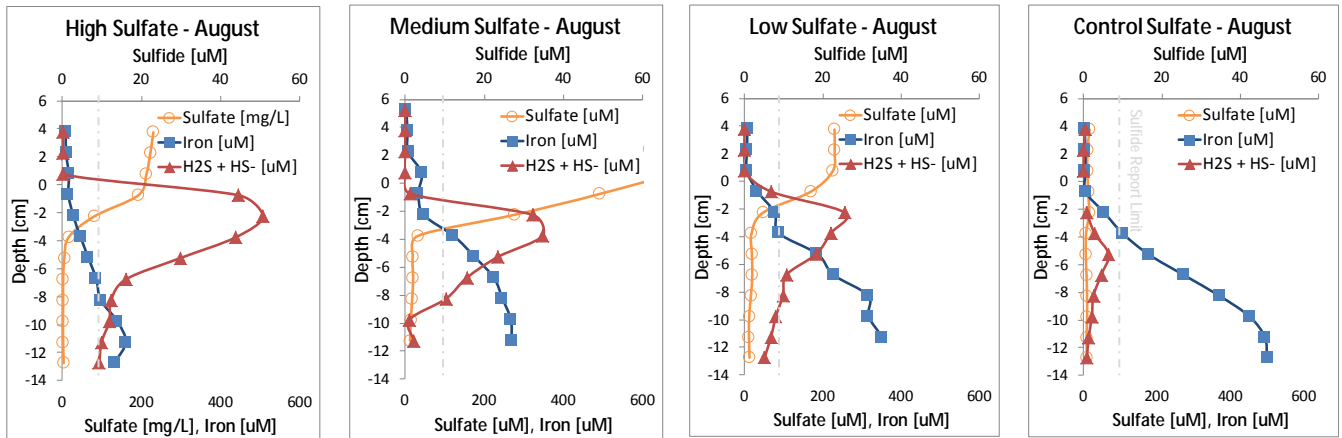 High Sulfate - August
Sulfide [uM]
0 20 40 60
6
4
2
0
-2
-4
-6
-8
-10
-12
-14
Depth [cm]
Sulfate [mg/L]
Iron [uM]
H2S + HS- [uM]
0 200 400 600
Sulfate [mg/L], Iron [uM]
Medium Sulfate - August
Sulfide [uM]
0 20 40 60
6
4
2
0
-2
-4
-6
-8
-10
-12
-14
Depth [cm]
Sulfate [uM]
Iron [uM]
H2S + HS- [uM]
0 200 400 600
Sulfate [uM], Iron [uM]
Low Sulfate - August
Sulfide [uM]
0 20 40 60
6
4
2
0
-2
-4
-6
-8
-10
-12
-14
Depth [cm]
Sulfate [uM]
Iron [uM]
H2S + HS- [uM]
0 200 400 600
Sulfate [uM], Iron [uM]
Control Sulfate - August
Sulfide [uM]
0 20 40 60
6
4
2
0
-2
-4
-6
-8
-10
-12
-14
Depth [cm]
Sulfate [uM]
Iron [uM]
H2S + HS- [uM]
Sulfide Report Limit
0 200 400 600
Sulfate [uM], Iron [uM]